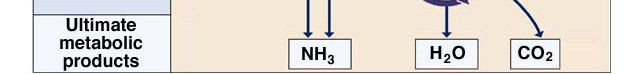 Ultimate
metabolic
products
NH₃ H₂O CO₂